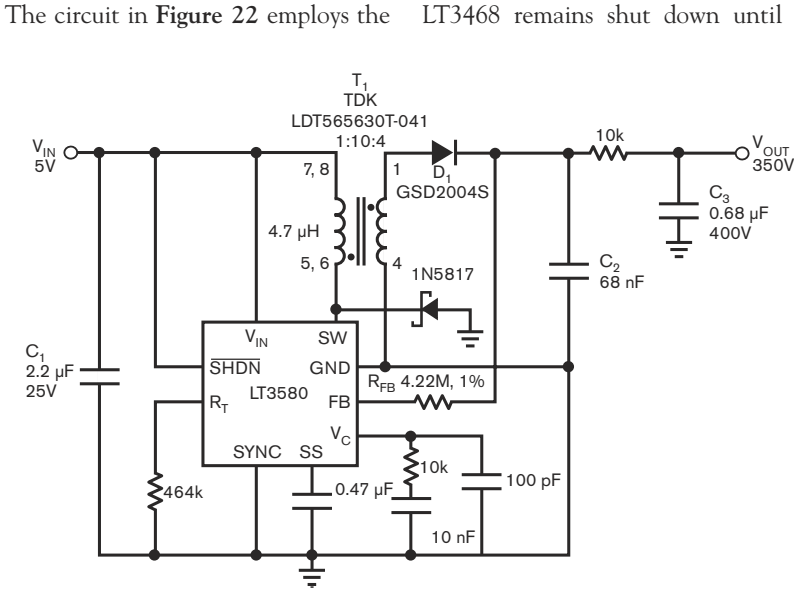 The circuit in Figure 22 employs the
LT3468 remains shut down until
T1
TDK
LDT565630T-041
1:10:4
VIN
5V
7, 8
1
D1
GSD2004S
10k
VOUT
350V
C3
0.68 µF
400V
4.7 µH
5, 6
4
1N5817
C2
68 nF
VIN
SW
C1
2.2 µF
25V
SHDN
GND
LT3580
RFB 4.22M, 1%
RT
FB
VC
SYNC
SS
464k
0.47 µF
10k
100 pF
10 nF